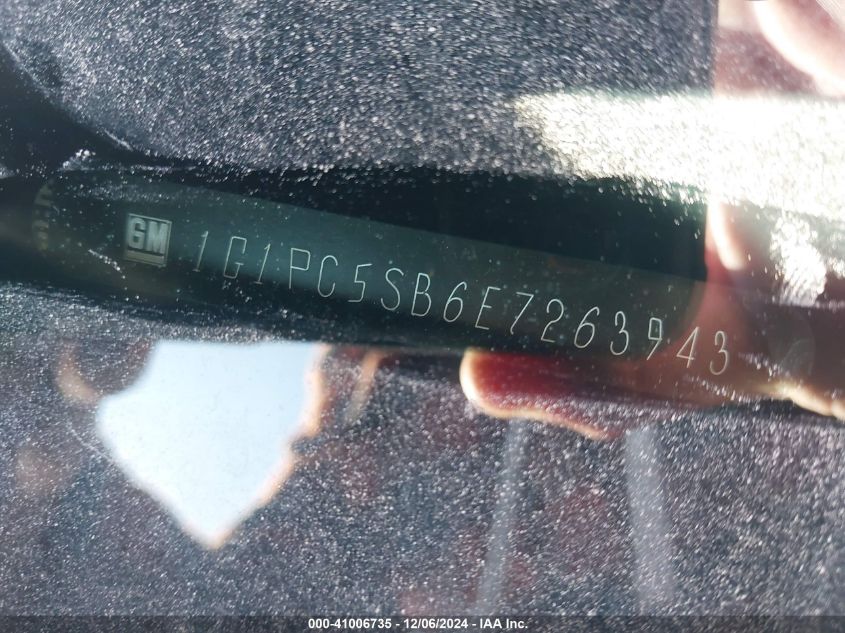 GM 1G1PC5SB6E7263943
000-41006735 - 12/06/2024 - IAA Inc.